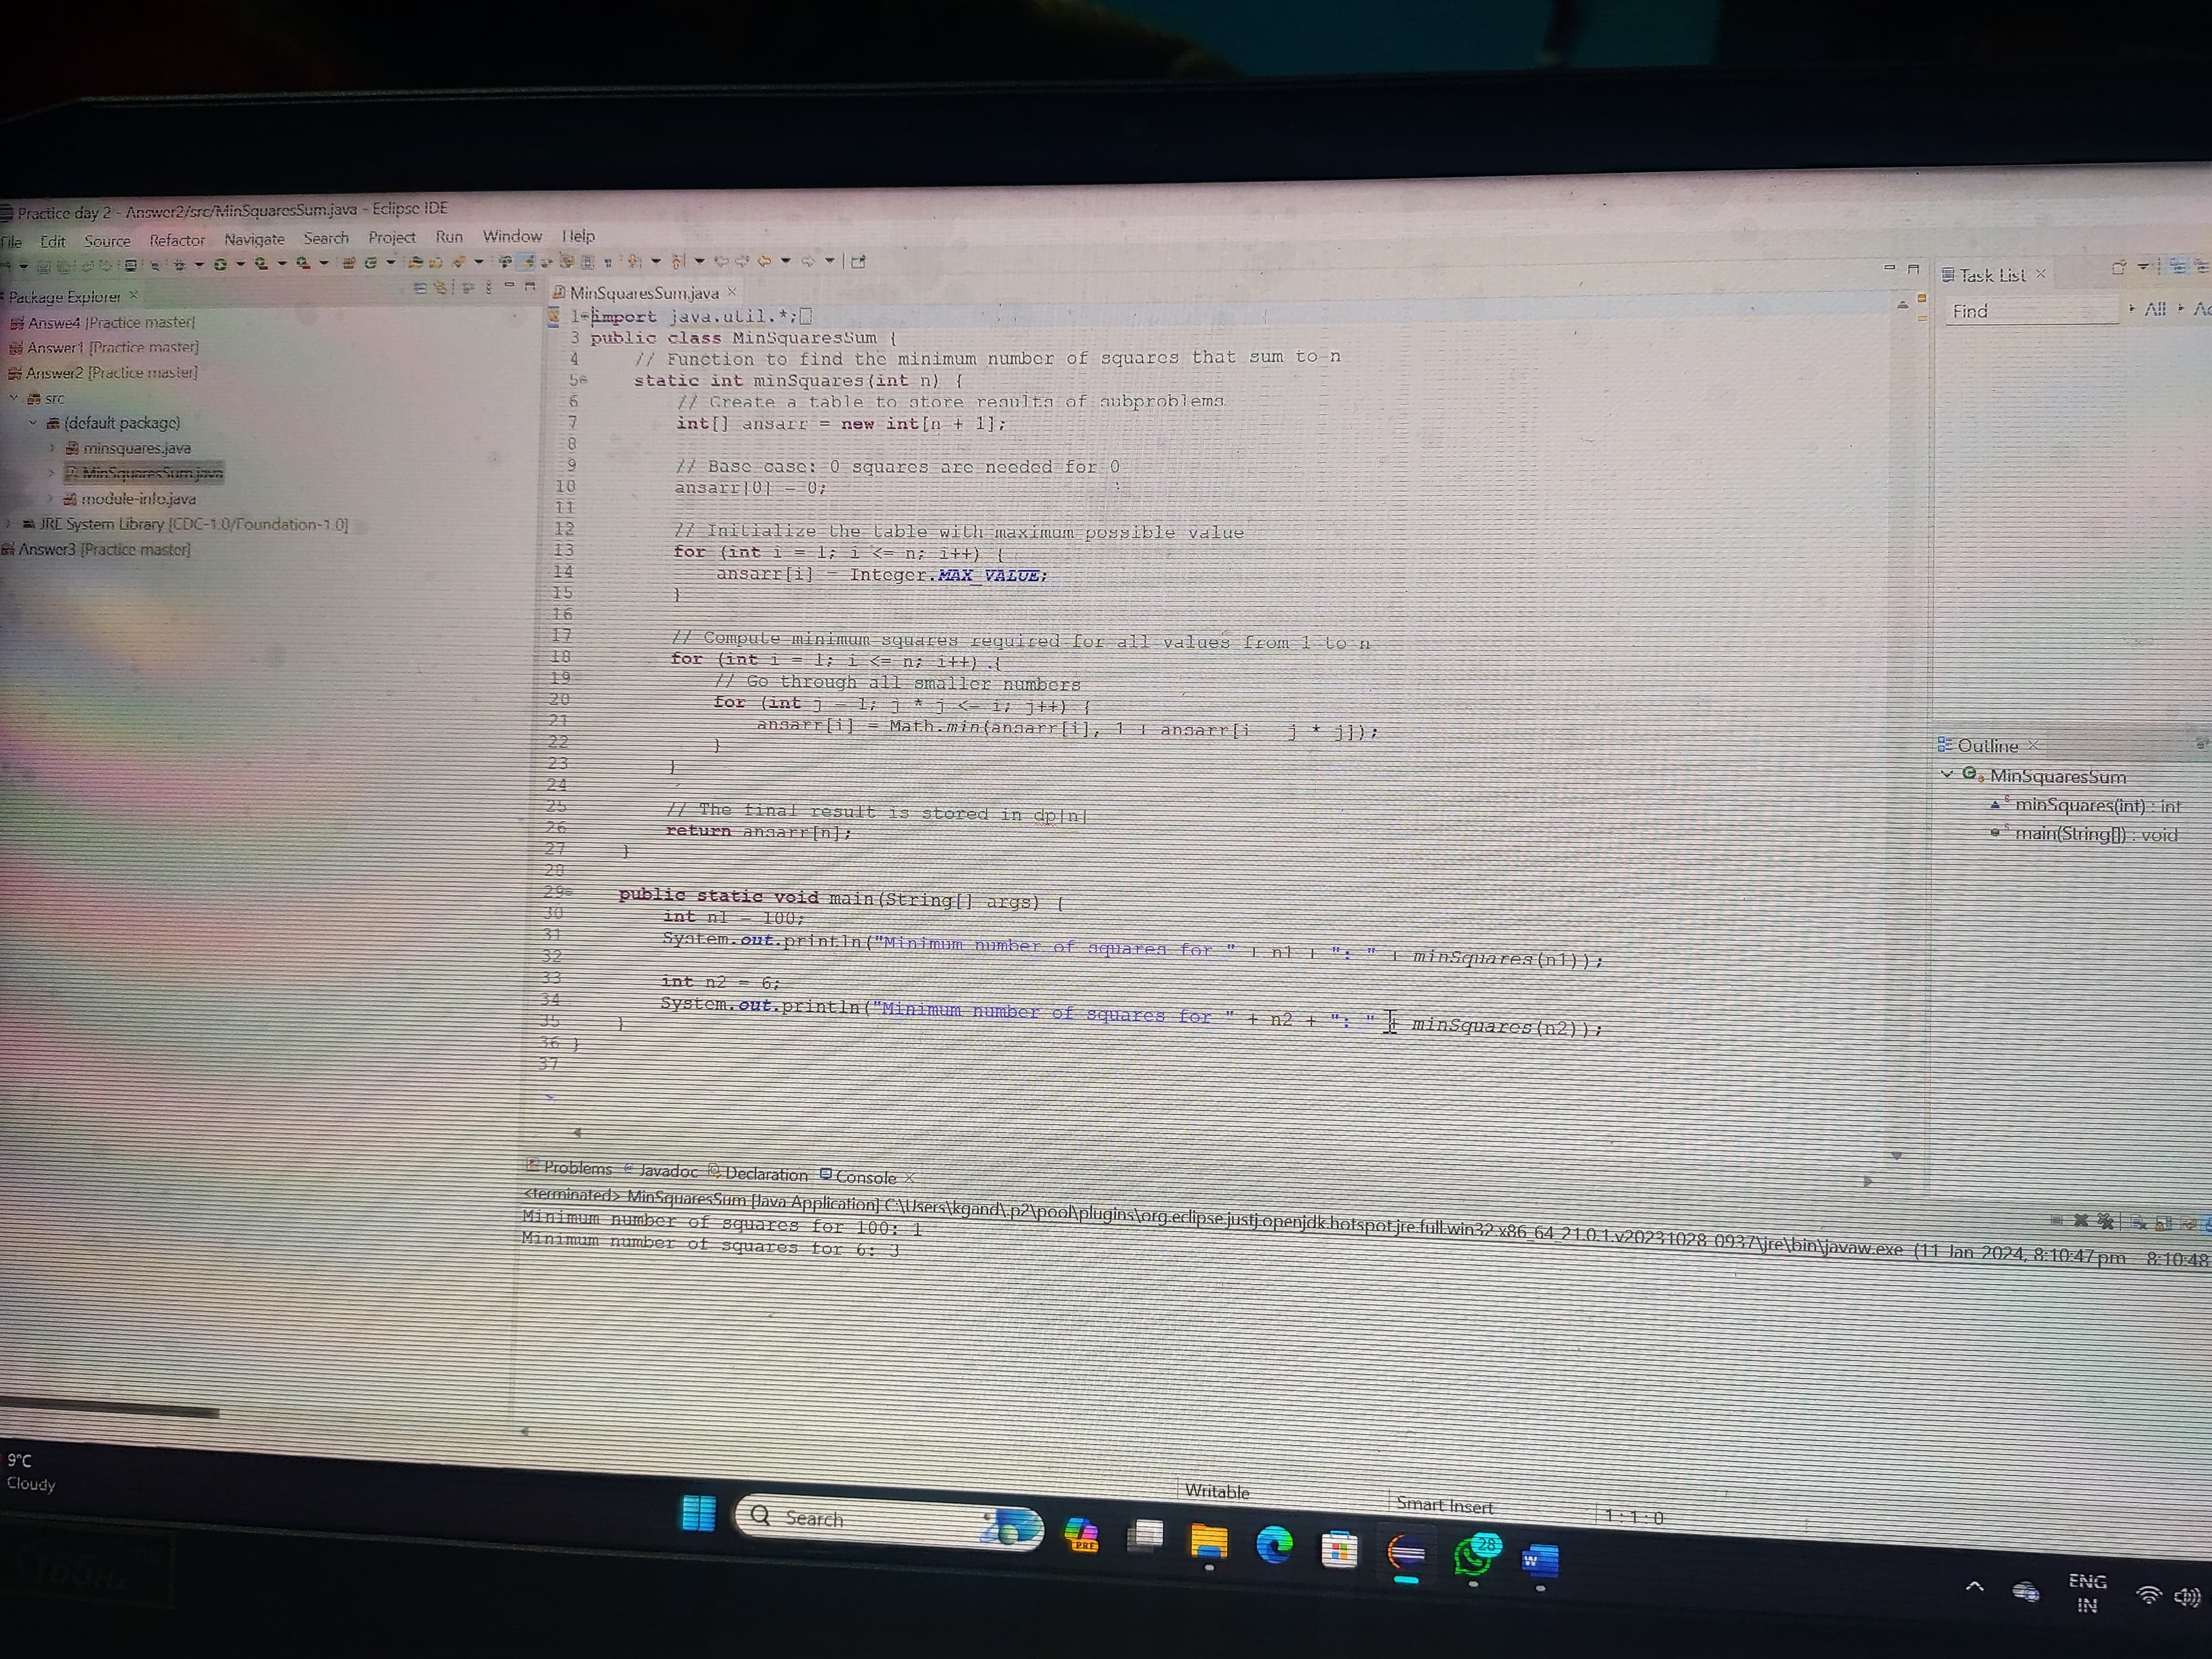 Practice day 2 - Answer2/src/MinSquaresSum.java - Eclipse IDE
File Edit Source Refactor Navigate Search Project Run Window Help
Package Explorer
Answe4 [Practice master]
Answer1 [Practice master]
Answer2 [Practice master]
src
(default package)
minsquares.java
MinSquaresSum.java
module-info.java
JRE System Library [CDC-1.0/Foundation-1.0]
Answer3 [Practice master]
MinSquaresSum.java
1 import java.util.*;
3 public class MinSquaresSum {
4 // Function to find the minimum number of squares that sum to n
5 static int minSquares(int n) {
6 // Create a table to store results of subproblems
7 int[] ansarr = new int[n + 1];
8
9 // Base case: 0 squares are needed for 0
10 ansarr[0] = 0;
11
12 // Initialize the table with maximum possible value
13 for (int i = 1; i <= n; i++) {
14 ansarr[i] = Integer.MAX_VALUE;
15 }
16
17 // Compute minimum squares required for all values from 1 to n
18 for (int i = 1; i <= n; i++) {
19 // Go through all smaller numbers
20 for (int j = 1; j * j <= i; j++) {
21 ansarr[i] = Math.min(ansarr[i], 1 + ansarr[i - j * j]);
22 }
23 }
24
25 // The final result is stored in dp[n]
26 return ansarr[n];
27 }
28
29 public static void main(String[] args) {
30 int n1 = 100;
31 System.out.println("Minimum number of squares for " + n1 + ": " + minSquares(n1));
32
33 int n2 = 6;
34 System.out.println("Minimum number of squares for " + n2 + ": " + minSquares(n2));
35 }
36 }
37
Task List
Find All
Outline
MinSquaresSum
minSquares(int) : int
main(String[]) : void
Problems Javadoc Declaration Console
<terminated> MinSquaresSum [Java Application] C:\Users\kgand\.p2\pool\plugins\org.eclipse.justj.openjdk.hotspot.jre.full.win32.x86_64_21.0.1.v20231028-0937\jre\bin\javaw.exe (11 Jan 2024, 8:10:47 pm 8:10:48
Minimum number of squares for 100: 1
Minimum number of squares for 6: 3
Writable Smart Insert 1 : 1 : 0
9°C
Cloudy
Search
PRE
28
W
ENG
IN
165Hz